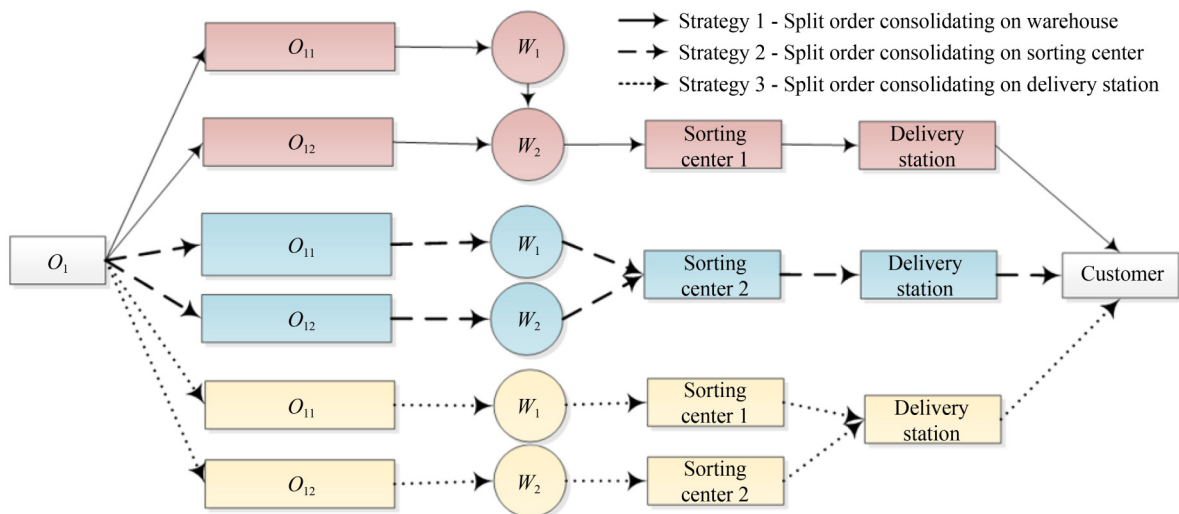 O₁₁
W₁
Strategy 1 - Split order consolidating on warehouse
Strategy 2 - Split order consolidating on sorting center
Strategy 3 - Split order consolidating on delivery station
O₁₂
W₂
Sorting
center 1
Delivery
station
O₁
O₁₁
W₁
Sorting
center 2
Delivery
station
Customer
O₁₂
W₂
O₁₁
W₁
Sorting
center 1
Delivery
station
O₁₂
W₂
Sorting
center 2